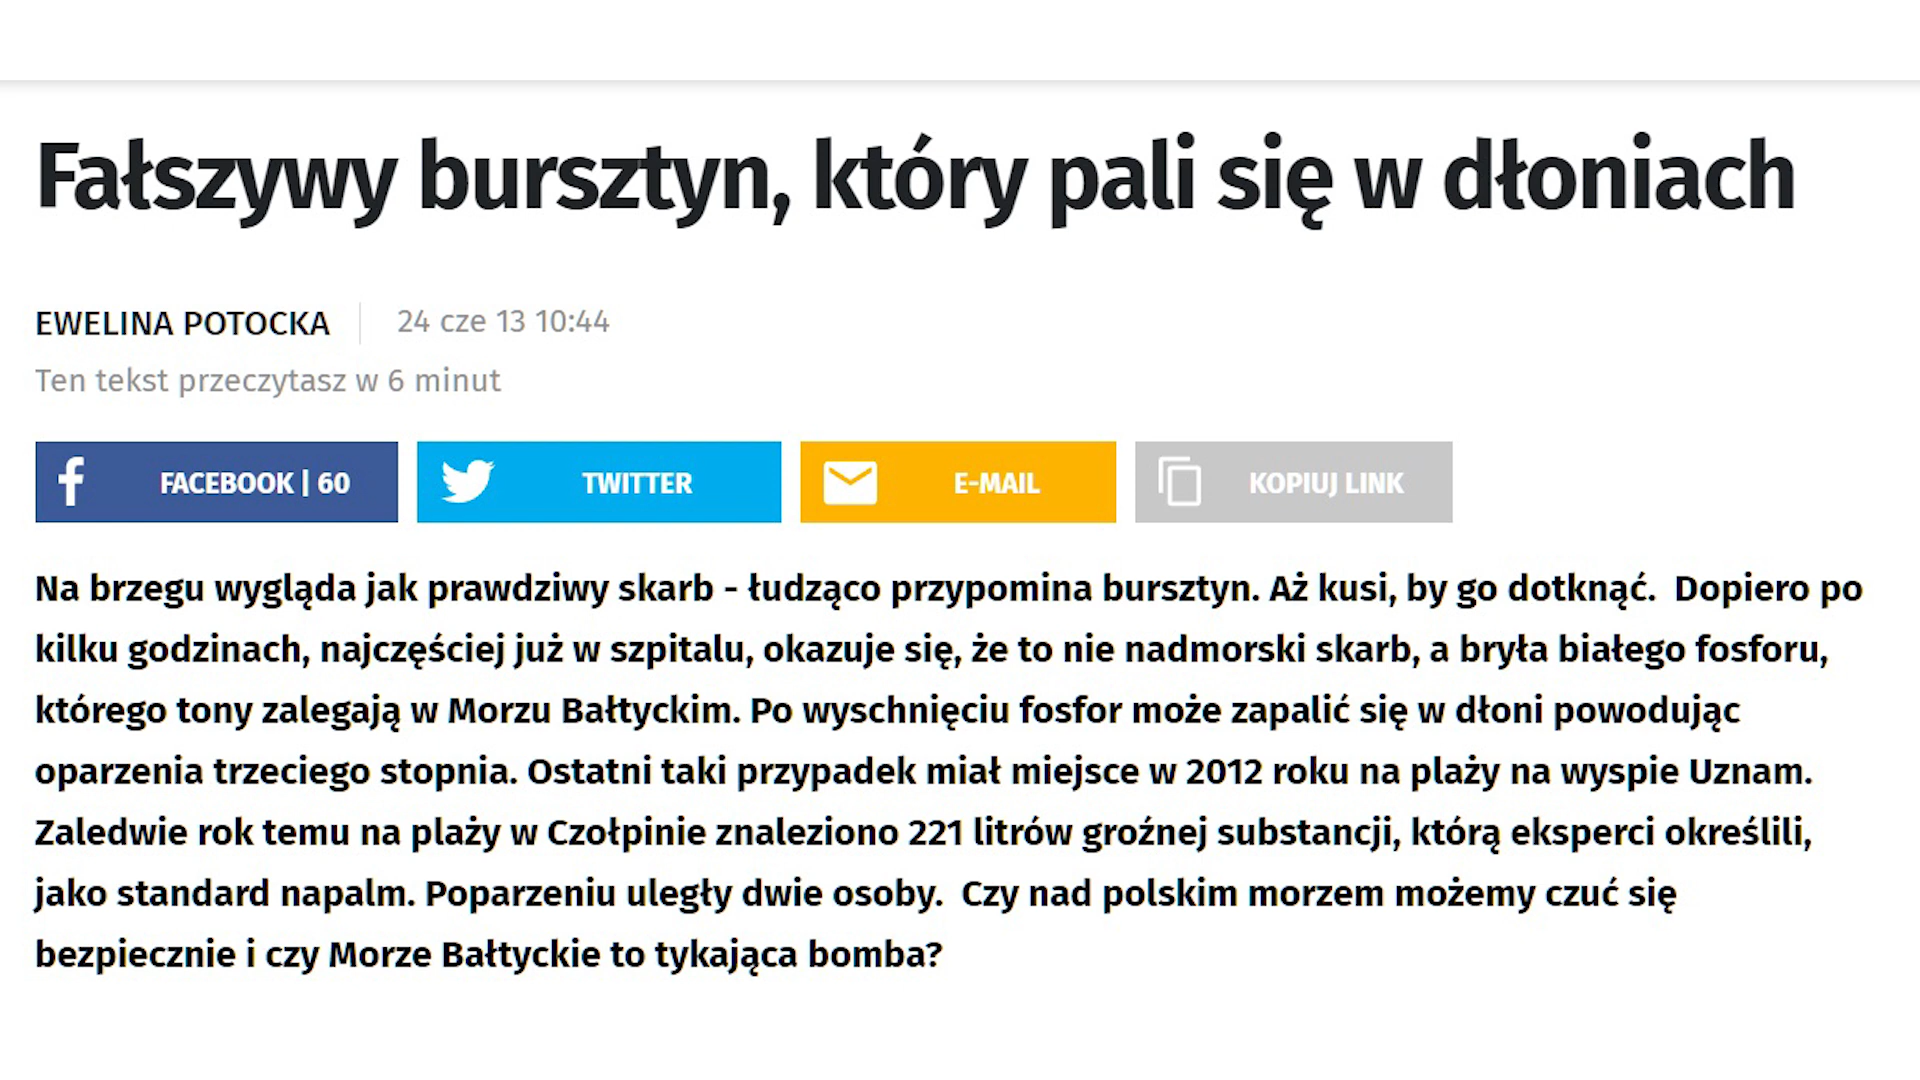 Fałszywy bursztyn, który pali się w dłoniach
EWELINA POTOCKA 24 cze 13 10:44
Ten tekst przeczytasz w 6 minut
FACEBOOK | 60 TWITTER E-MAIL KOPIUJ LINK
Na brzegu wygląda jak prawdziwy skarb - łudząco przypomina bursztyn. Aż kusi, by go dotknąć. Dopiero po
kilku godzinach, najczęściej już w szpitalu, okazuje się, że to nie nadmorski skarb, a bryła białego fosforu,
którego tony zalegają w Morzu Bałtyckim. Po wyschnięciu fosfor może zapalić się w dłoni powodując
oparzenia trzeciego stopnia. Ostatni taki przypadek miał miejsce w 2012 roku na plaży na wyspie Uznam.
Zaledwie rok temu na plaży w Czołpinie znaleziono 221 litrów groźnej substancji, którą eksperci określili,
jako standard napalm. Poparzeniu uległy dwie osoby. Czy nad polskim morzem możemy czuć się
bezpiecznie i czy Morze Bałtyckie to tykająca bomba?